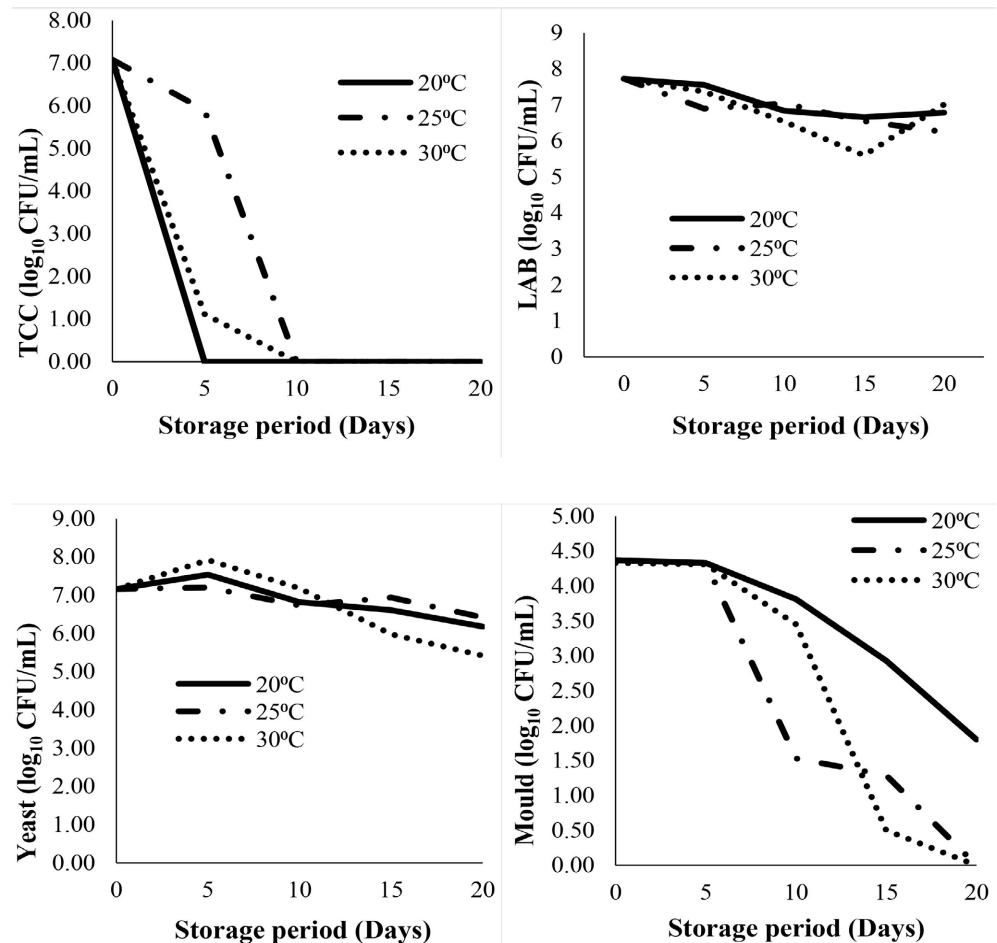 TCC (log₁₀ CFU/mL)
8.00
7.00
6.00
5.00
4.00
3.00
2.00
1.00
0.00
20ºC
25ºC
30ºC
0 5 10 15 20
Storage period (Days)
LAB (log₁₀ CFU/mL)
9
8
7
6
5
4
3
2
1
0
20ºC
25ºC
30ºC
0 5 10 15 20
Storage period (Days)
Yeast (log₁₀ CFU/mL)
9.00
8.00
7.00
6.00
5.00
4.00
3.00
2.00
1.00
0.00
20ºC
25ºC
30ºC
0 5 10 15 20
Storage period (Days)
Mould (log₁₀ CFU/mL)
5.00
4.50
4.00
3.50
3.00
2.50
2.00
1.50
1.00
0.50
0.00
20ºC
25ºC
30ºC
0 5 10 15 20
Storage period (Days)